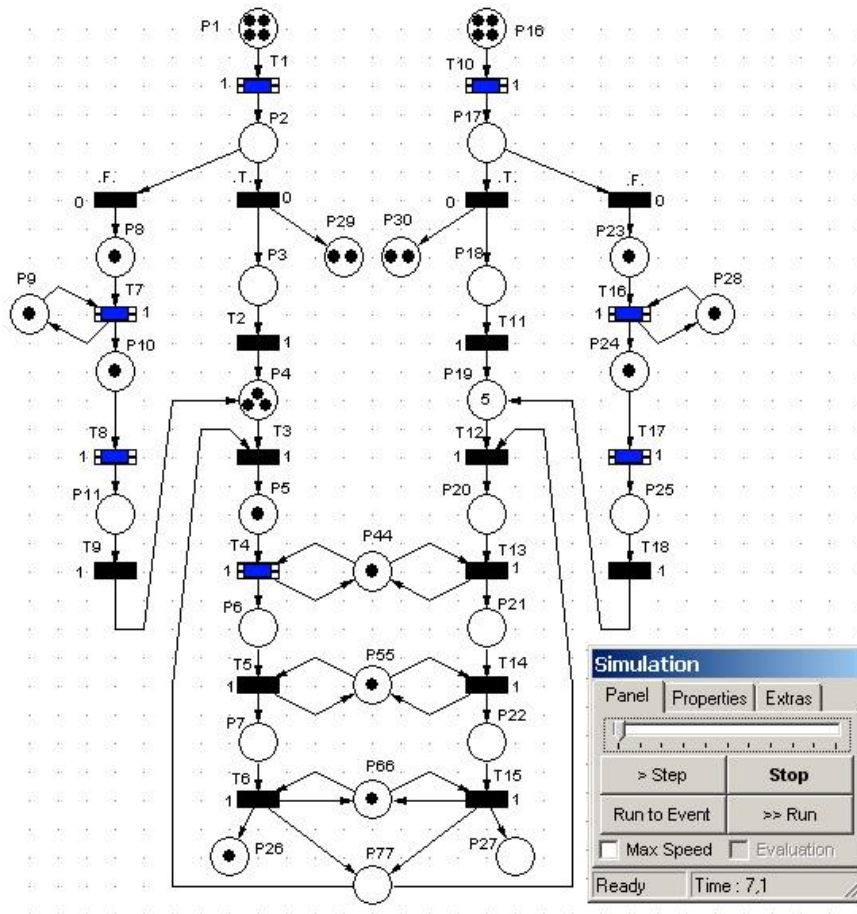 P1 P16
T1 T10
1 1
P2 P17
.F. .T. .T. .F.
0 0 0 0
P8 P29 P30 P23
P9 P3 P18 P28
T7 T16
1 1
P10 T2 T11 P24
1 1
P4 P19
5
T8 T3 T12 T17
1 1 1 1
P11 P5 P20 P25
T9 T4 P44 T13 T18
1 1 1 1
P6 P21
T5 P55 T14
1 1
P7 P22
T6 P66 T15
1 1
P26 P77 P27
Simulation
Panel Properties Extras
> Step Stop
Run to Event >> Run
Max Speed Evaluation
Ready Time : 7,1